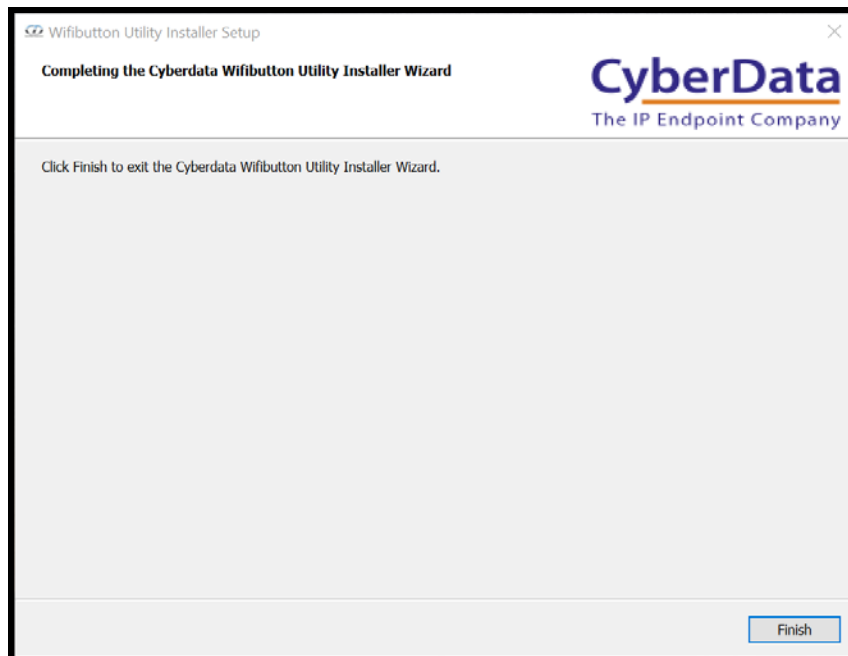 Wifibutton Utility Installer Setup
Completing the Cyberdata Wifibutton Utility Installer Wizard
CyberData
The IP Endpoint Company
Click Finish to exit the Cyberdata Wifibutton Utility Installer Wizard.
Finish